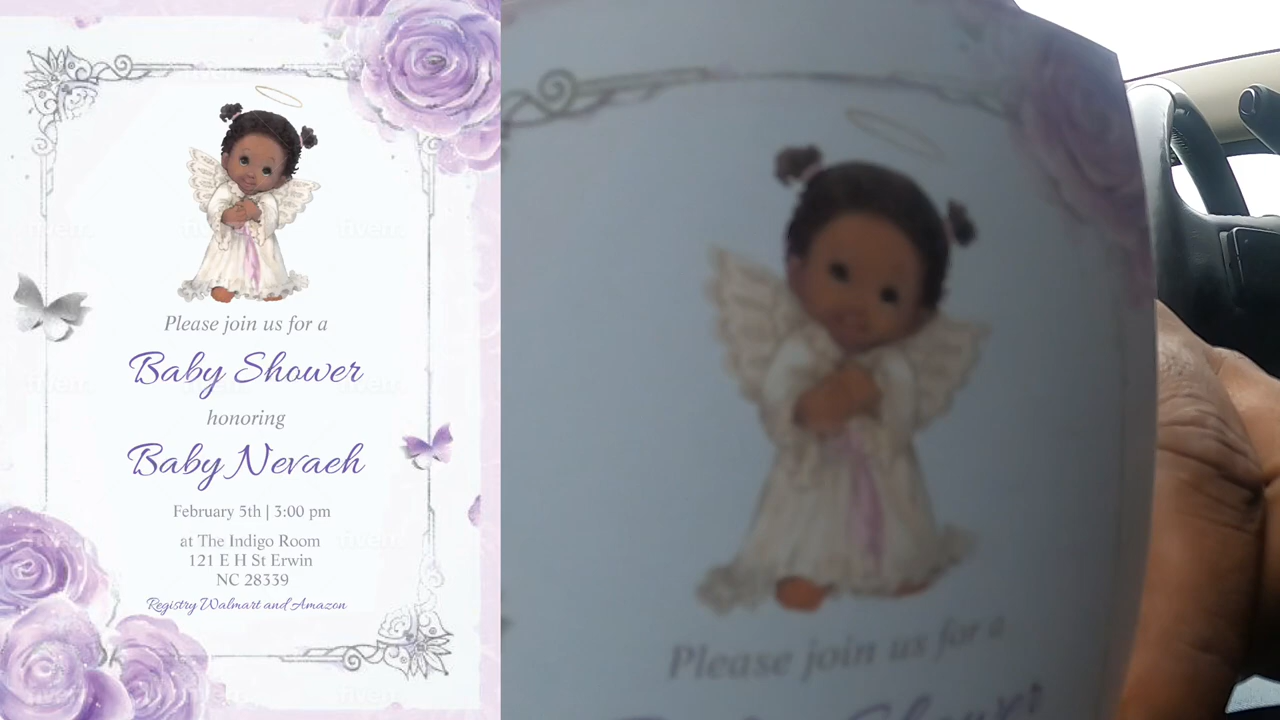 Please join us for a
Baby Shower
honoring
Baby Nevaeh
February 5th | 3:00 pm
at The Indigo Room
121 E H St Erwin
NC 28339
Registry Walmart and Amazon
Please join us for a